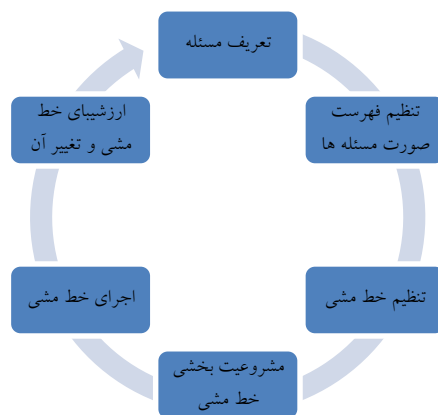 تعریف مسئله
تنظیم فهرست
صورت مسئله ها
تنظیم خط مشی
مشروعیت بخشی
خط مشی
اجرای خط مشی
ارزشیبای خط
مشی و تغییر آن